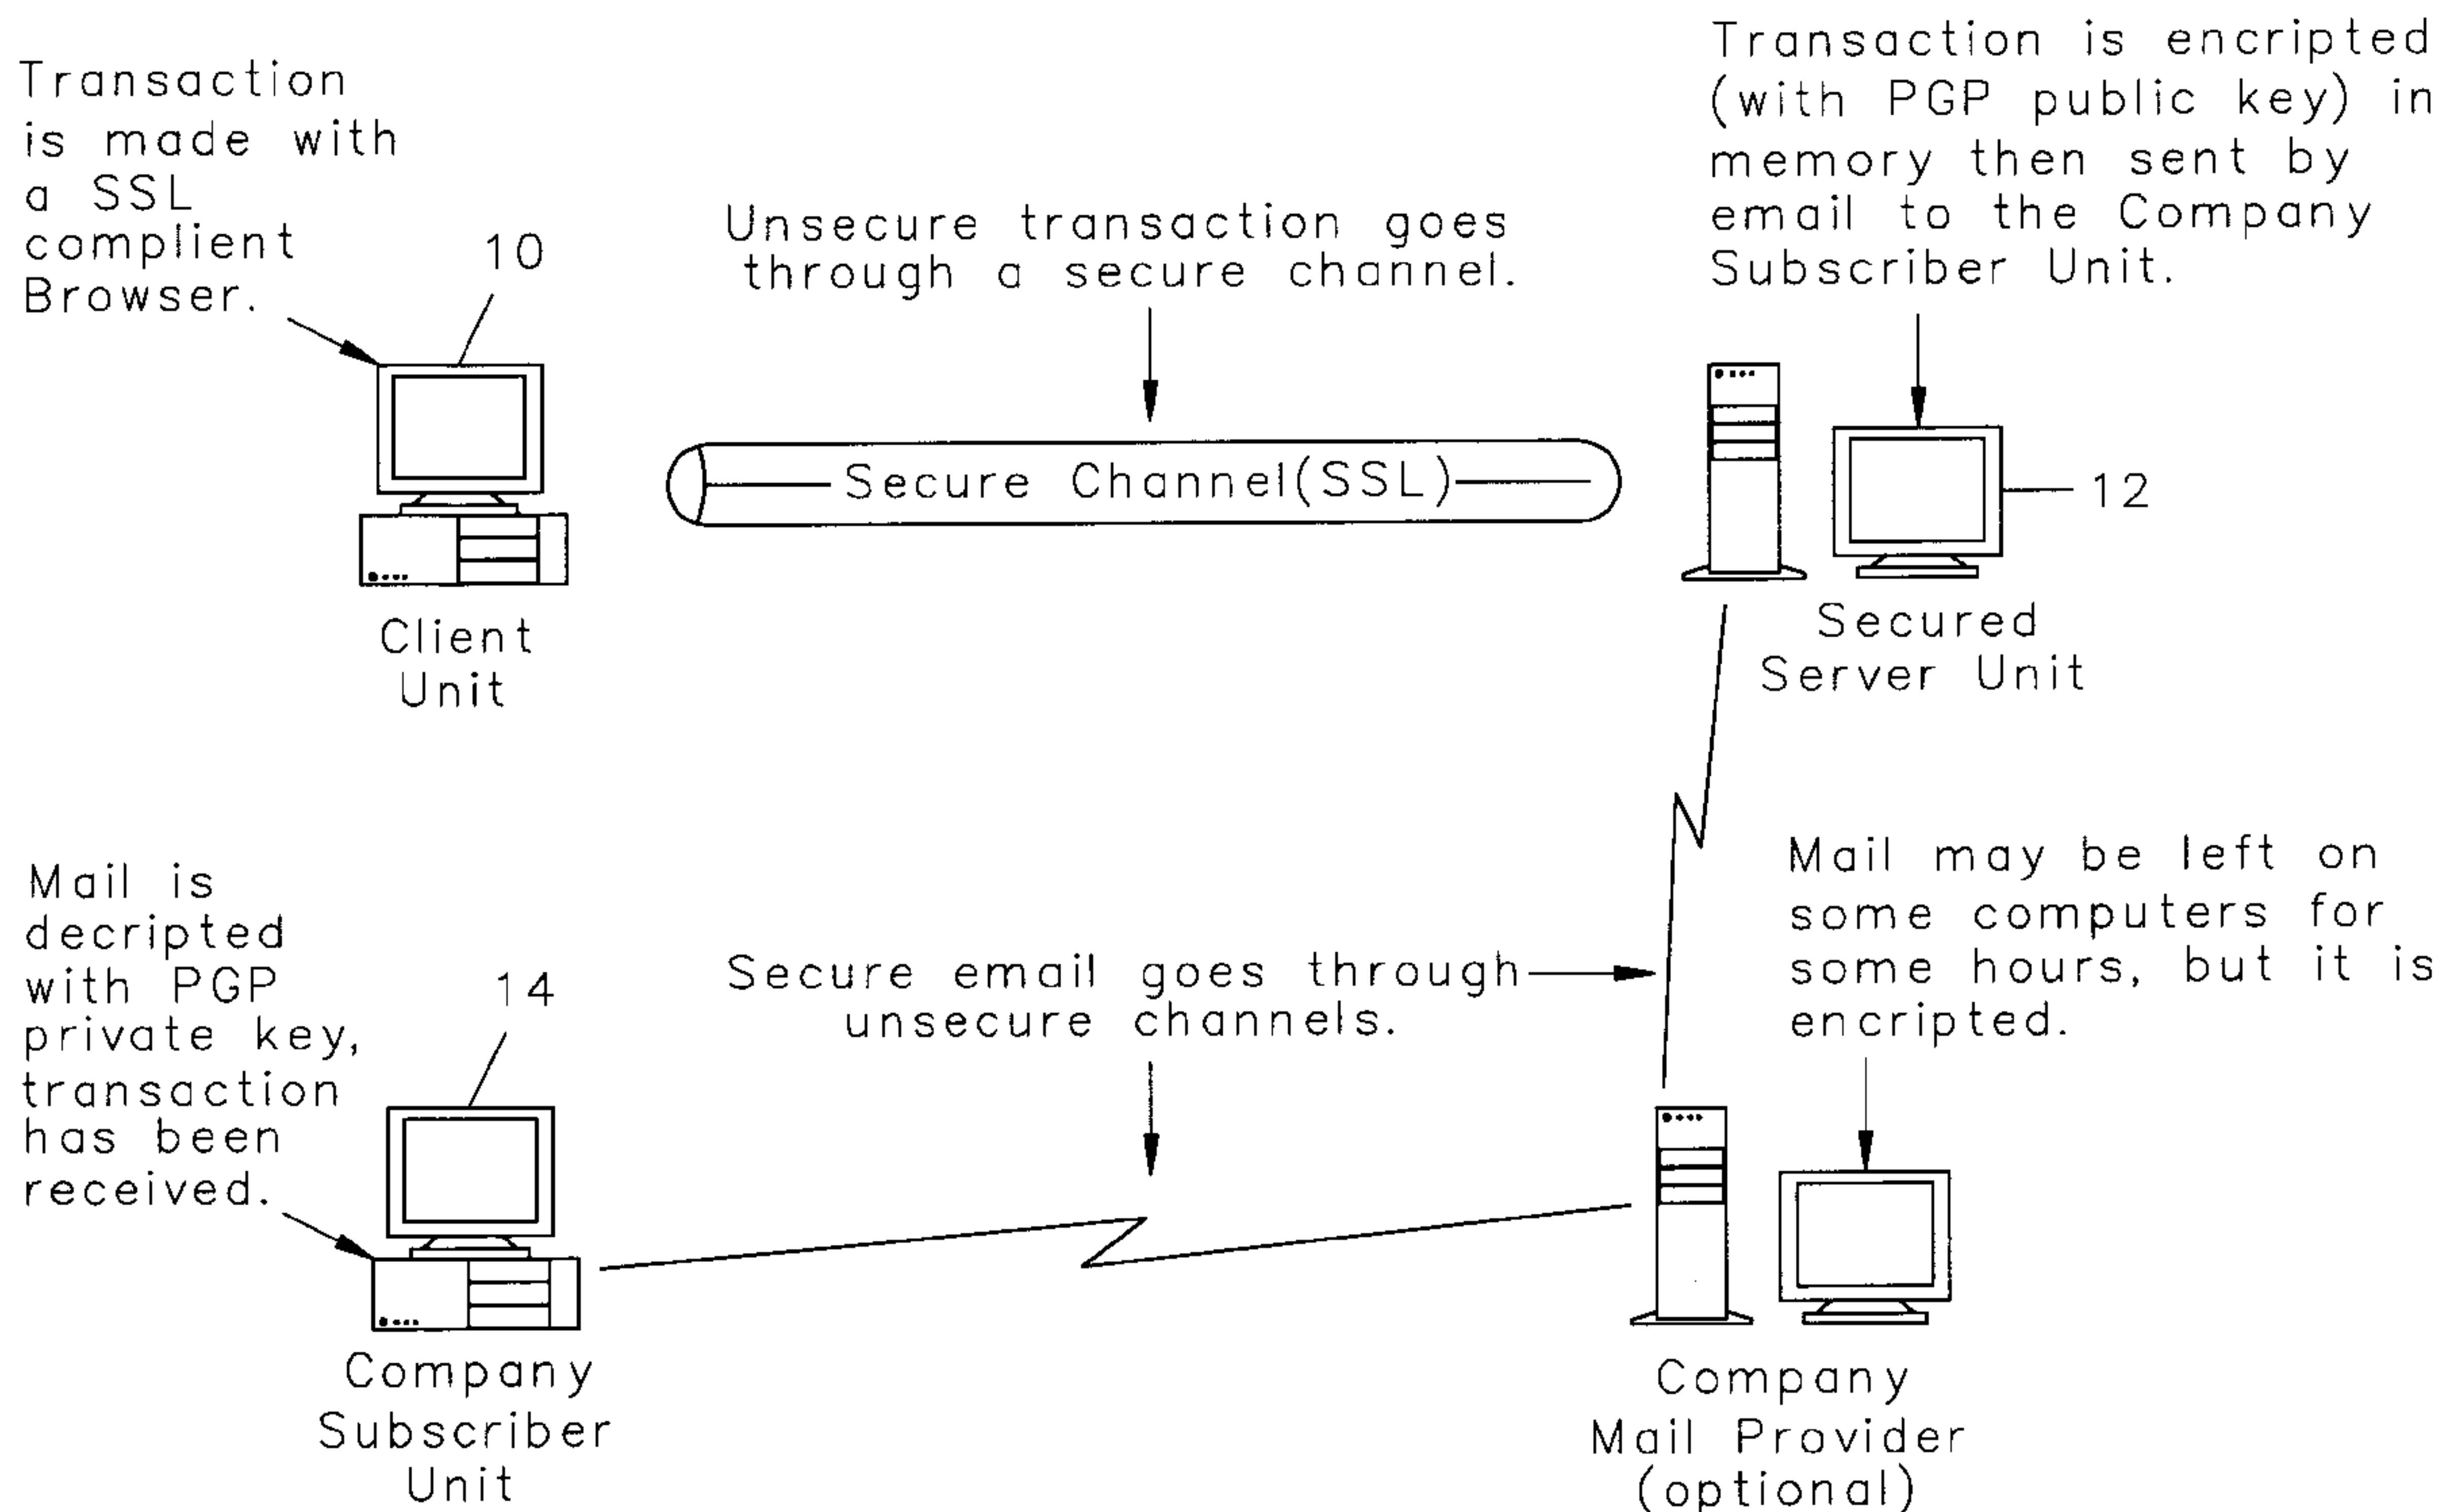 Transaction
is made with
a SSL
complient
Browser.
10
Unsecure transaction goes
through a secure channel.
Transaction is encripted
(with PGP public key) in
memory then sent by
email to the Company
Subscriber Unit.
Secure Channel(SSL)
12
Client
Unit
Secured
Server Unit
Mail is
decripted
with PGP
private key,
transaction
has been
received.
14
Secure email goes through
unsecure channels.
Mail may be left on
some computers for
some hours, but it is
encripted.
Company
Subscriber
Unit
Company
Mail Provider
(optional)